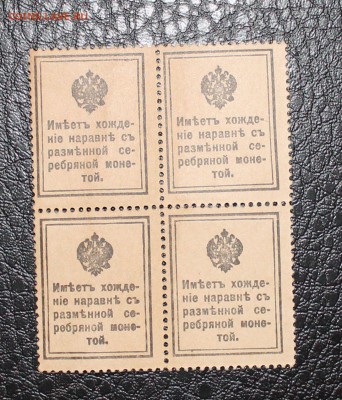 Имѣетъ хожде-
ніе наравнѣ съ
размѣнной се-
ребряной моне-
той.
Имѣетъ хожде-
ніе наравнѣ съ
размѣнной се-
ребряной моне-
той.
Имѣетъ хожде-
ніе наравнѣ съ
размѣнной се-
ребряной моне-
той.
Имѣетъ хожде-
ніе наравнѣ съ
размѣнной се-
ребряной моне-
той.